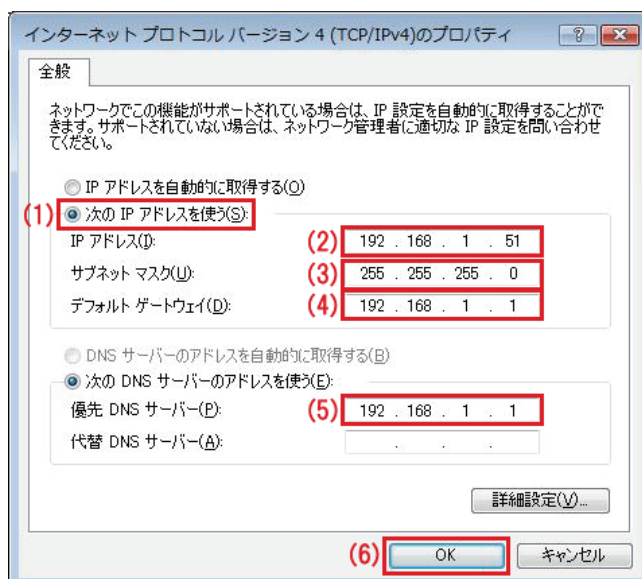 インターネット プロトコル バージョン 4 (TCP/IPv4)のプロパティ
全般
ネットワークでこの機能がサポートされている場合は、IP 設定を自動的に取得することがで
きます。サポートされていない場合は、ネットワーク管理者に適切な IP 設定を問い合わせ
てください。
IP アドレスを自動的に取得する(O)
(1) 次の IP アドレスを使う(S):
IP アドレス(I): (2) 192 . 168 . 1 . 51
サブネット マスク(U): (3) 255 . 255 . 255 . 0
デフォルト ゲートウェイ(D): (4) 192 . 168 . 1 . 1
DNS サーバーのアドレスを自動的に取得する(B)
次の DNS サーバーのアドレスを使う(E):
優先 DNS サーバー(P): (5) 192 . 168 . 1 . 1
代替 DNS サーバー(A): . . .
詳細設定(V)...
(6) OK キャンセル